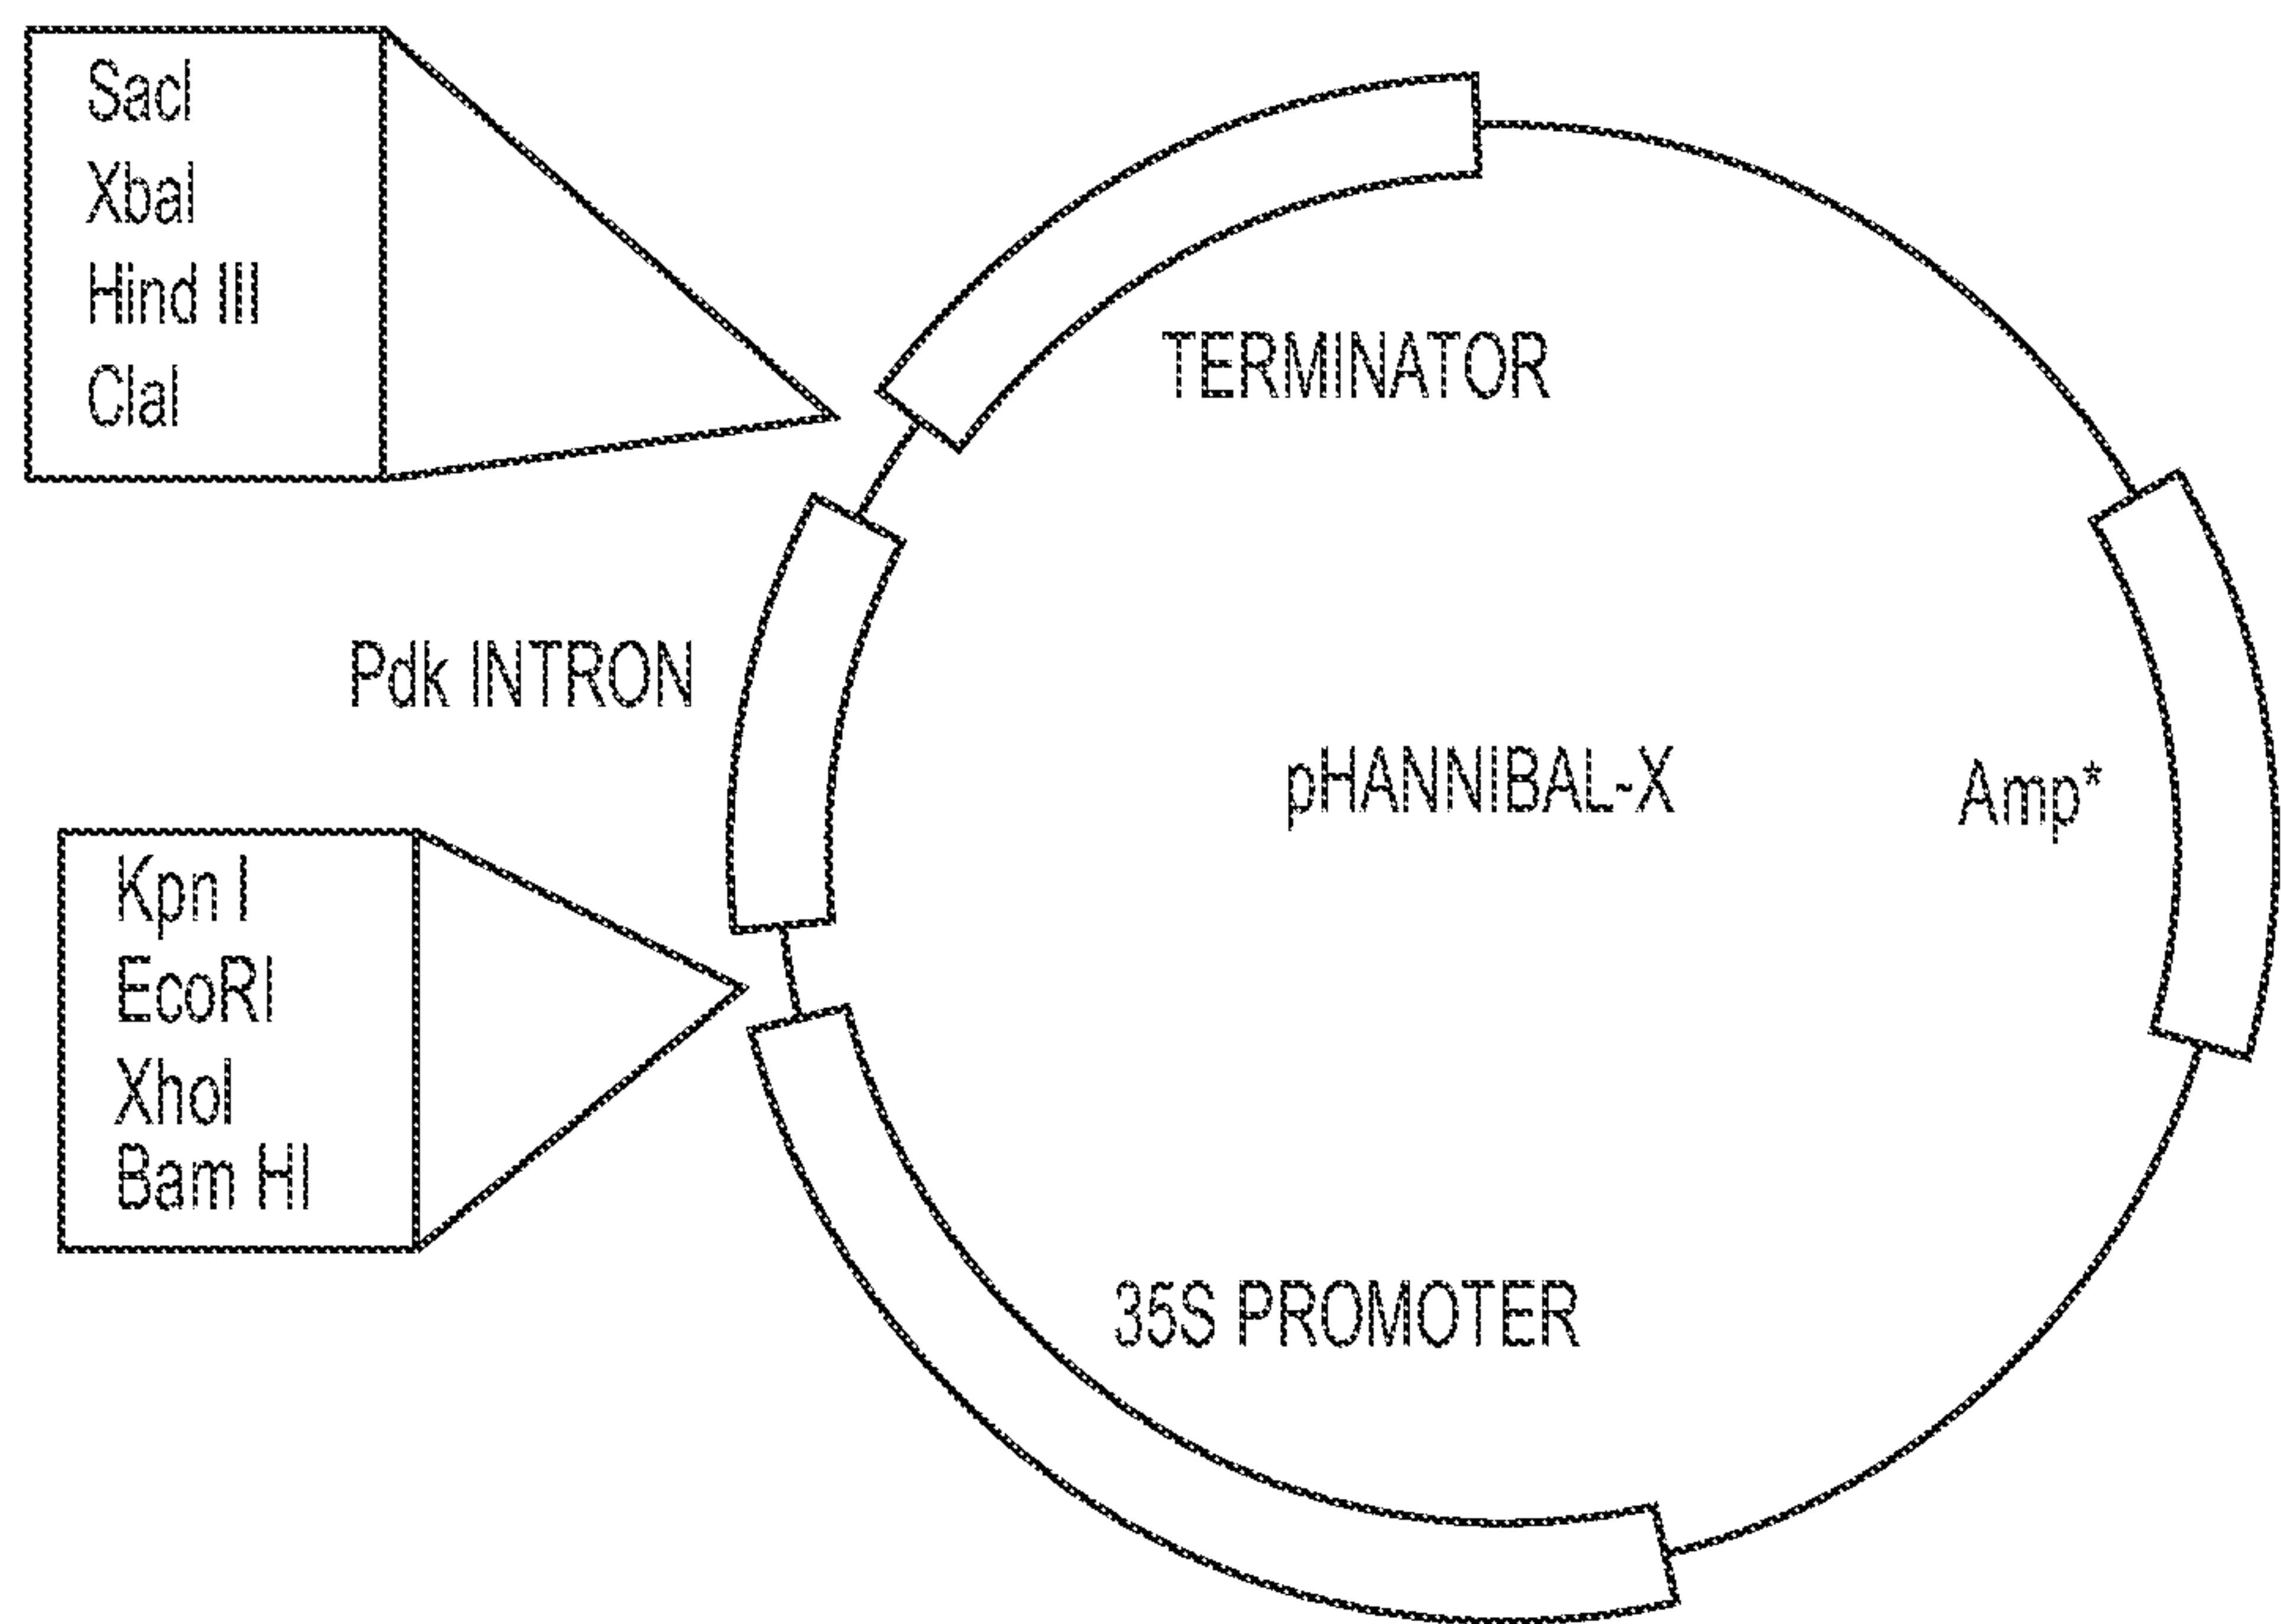 SacI
XbaI
Hind III
ClaI
TERMINATOR
Pdk INTRON
pHANNIBAL-X
Amp*
Kpn I
EcoRI
XhoI
Bam HI
35S PROMOTER